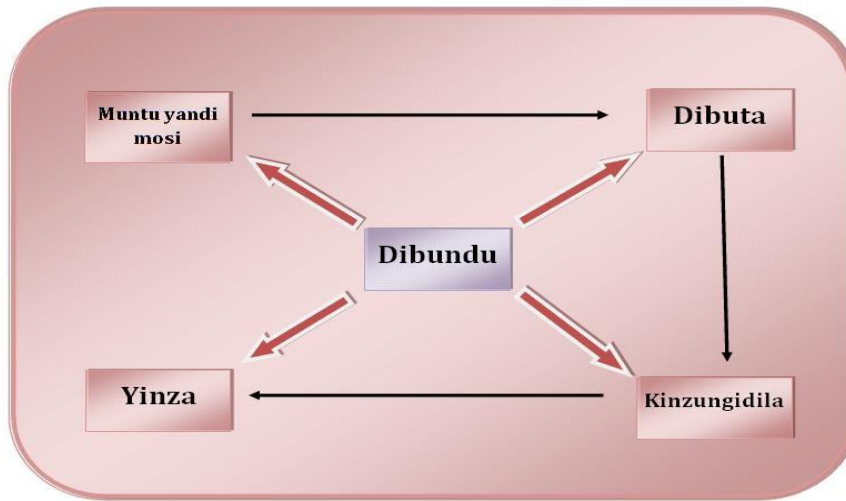 Muntu yandi
mosi
Dibuta
Dibundu
Yinza
Kinzungidila